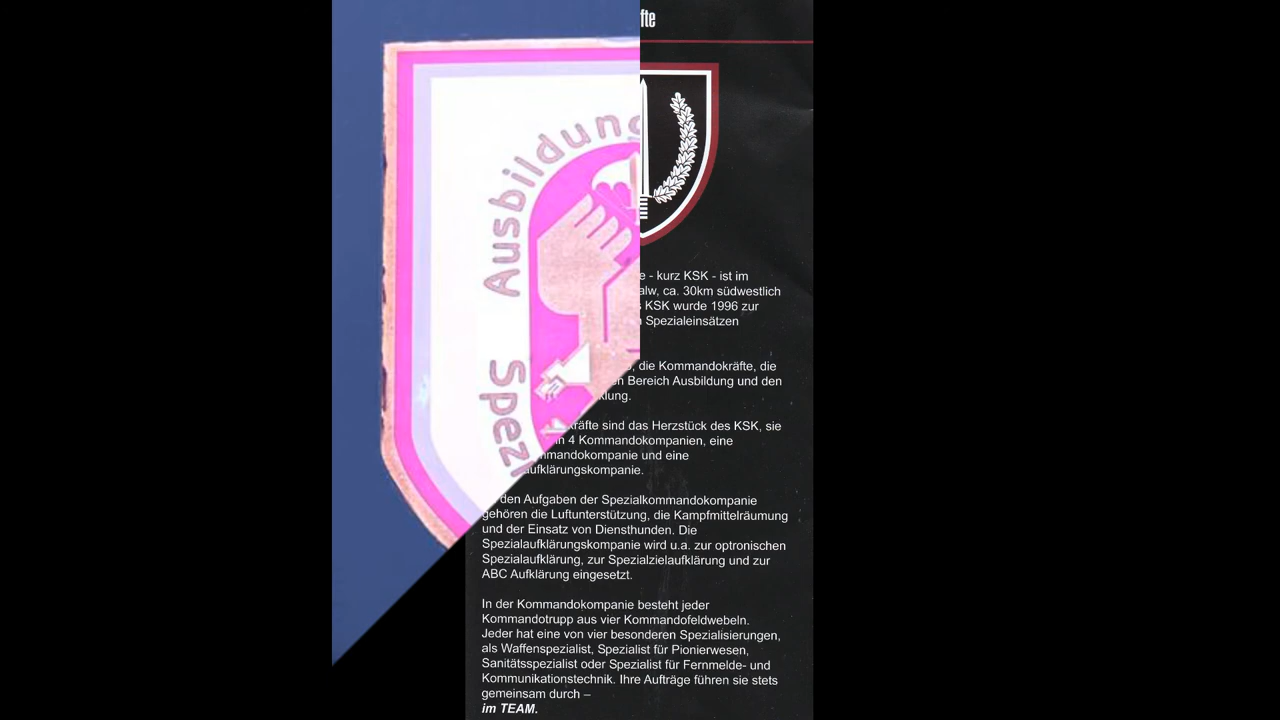 fte
Ausbildung
Spezi
e - kurz KSK - ist im
alw, ca. 30km südwestlich
s KSK wurde 1996 zur
n Spezialeinsätzen
, die Kommandokräfte, die
en Bereich Ausbildung und den
klung.
kräfte sind das Herzstück des KSK, sie
in 4 Kommandokompanien, eine
mmandokompanie und eine
aufklärungskompanie.
den Aufgaben der Spezialkommandokompanie
gehören die Luftunterstützung, die Kampfmittelräumung
und der Einsatz von Diensthunden. Die
Spezialaufklärungskompanie wird u.a. zur optronischen
Spezialaufklärung, zur Spezialzielaufklärung und zur
ABC Aufklärung eingesetzt.
In der Kommandokompanie besteht jeder
Kommandotrupp aus vier Kommandofeldwebeln.
Jeder hat eine von vier besonderen Spezialisierungen,
als Waffenspezialist, Spezialist für Pionierwesen,
Sanitätsspezialist oder Spezialist für Fernmelde- und
Kommunikationstechnik. Ihre Aufträge führen sie stets
gemeinsam durch –
im TEAM.